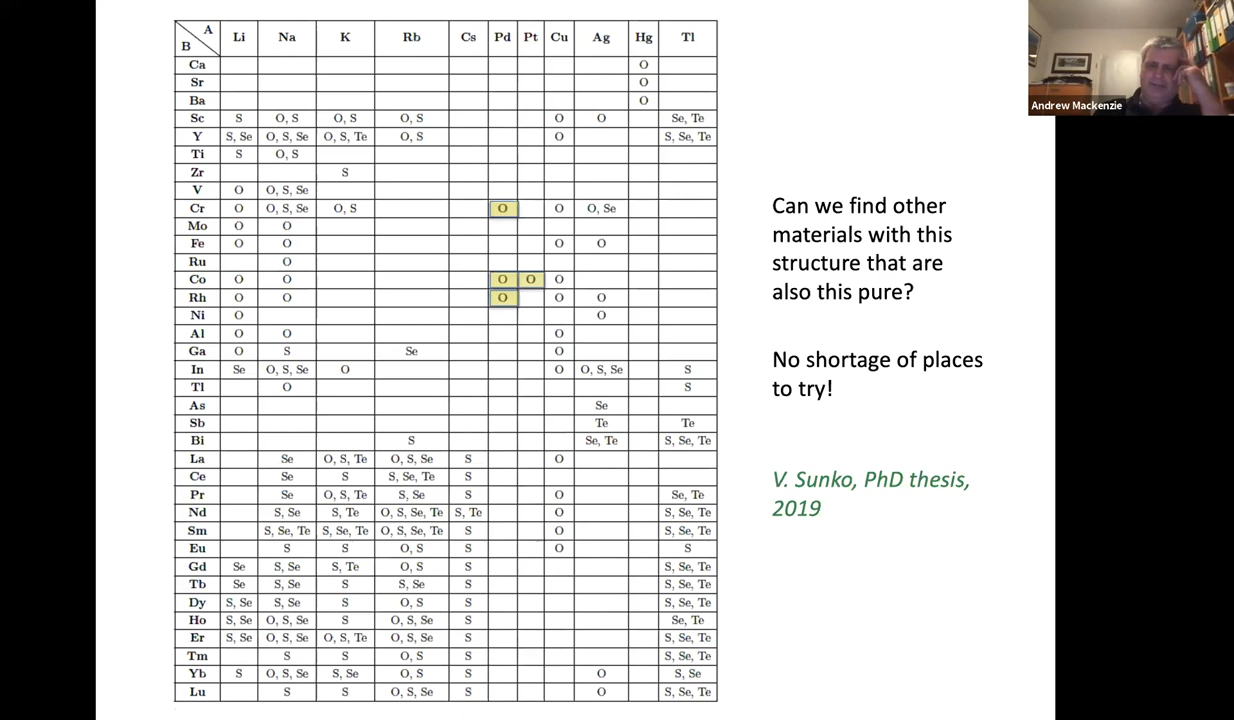 A
B Li Na K Rb Cs Pd Pt Cu Ag Hg Tl
Ca O
Sr O
Ba O
Sc S O, S O, S O, S O O Se, Te
Y S, Se O, S, Se O, S, Te O, S O S, Se, Te
Ti S O, S
Zr S
V O O, S, Se
Cr O O, S, Se O, S O O O, Se
Mo O O
Fe O O O O
Ru O
Co O O O O O
Rh O O O O O
Ni O O
Al O O O
Ga O S Se O
In Se O, S, Se O O O, S, Se S
Tl O S
As Se
Sb Te Te
Bi S Se, Te S, Se, Te
La Se O, S, Te O, S, Se S O
Ce Se S S, Se, Te S
Pr Se O, S, Te S, Se S O Se, Te
Nd S, Se S, Te O, S, Se, Te S, Te O S, Se, Te
Sm S, Se, Te S, Se, Te O, S, Se, Te S O S, Se, Te
Eu S S O, S S O S
Gd Se S, Se S, Te O, S S S, Se, Te
Tb Se S, Se S S, Se S S, Se, Te
Dy S, Se S, Se S O, S S S, Se, Te
Ho S, Se O, S, Se S O, S, Se S Se, Te
Er S, Se O, S, Se O, S, Te O, S, Se S S, Se, Te
Tm S S O, S S S, Se, Te
Yb S O, S, Se S, Se O, S S O S, Se
Lu S S O, S, Se S O S, Se, Te
Andrew Mackenzie
Can we find other
materials with this
structure that are
also this pure?
No shortage of places
to try!
V. Sunko, PhD thesis,
2019